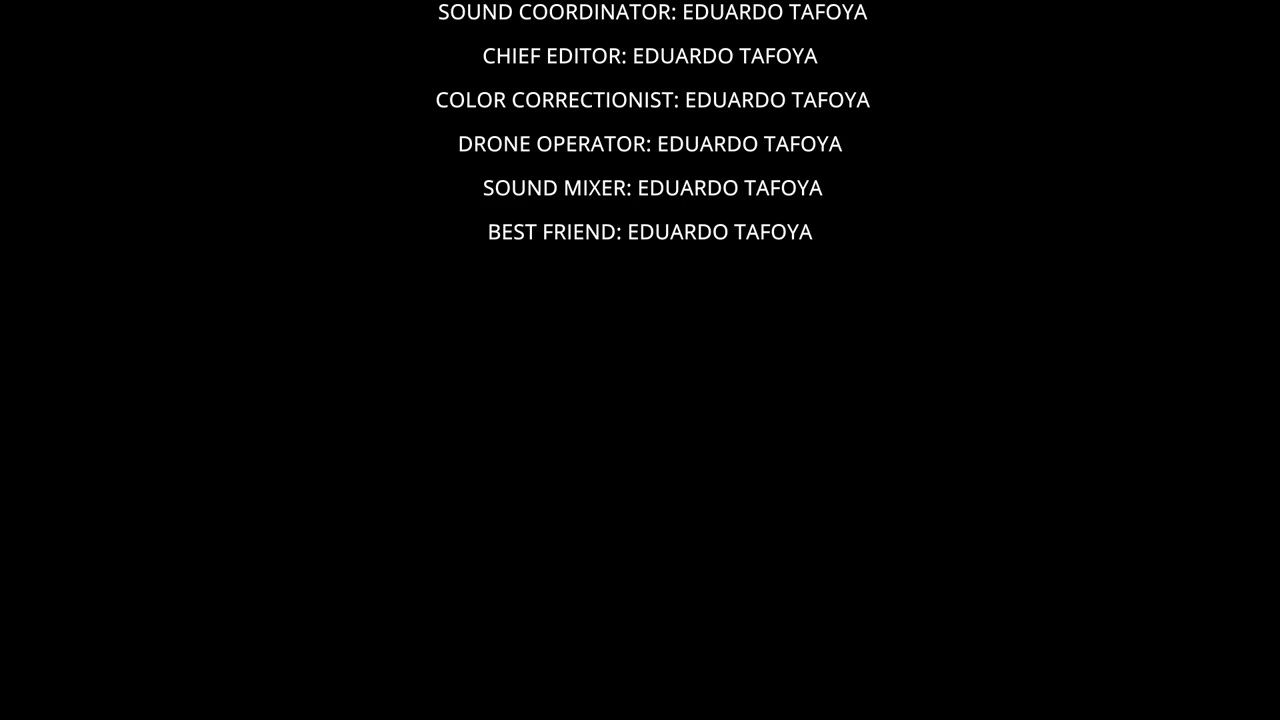 SOUND COORDINATOR: EDUARDO TAFOYA
CHIEF EDITOR: EDUARDO TAFOYA
COLOR CORRECTIONIST: EDUARDO TAFOYA
DRONE OPERATOR: EDUARDO TAFOYA
SOUND MIXER: EDUARDO TAFOYA
BEST FRIEND: EDUARDO TAFOYA